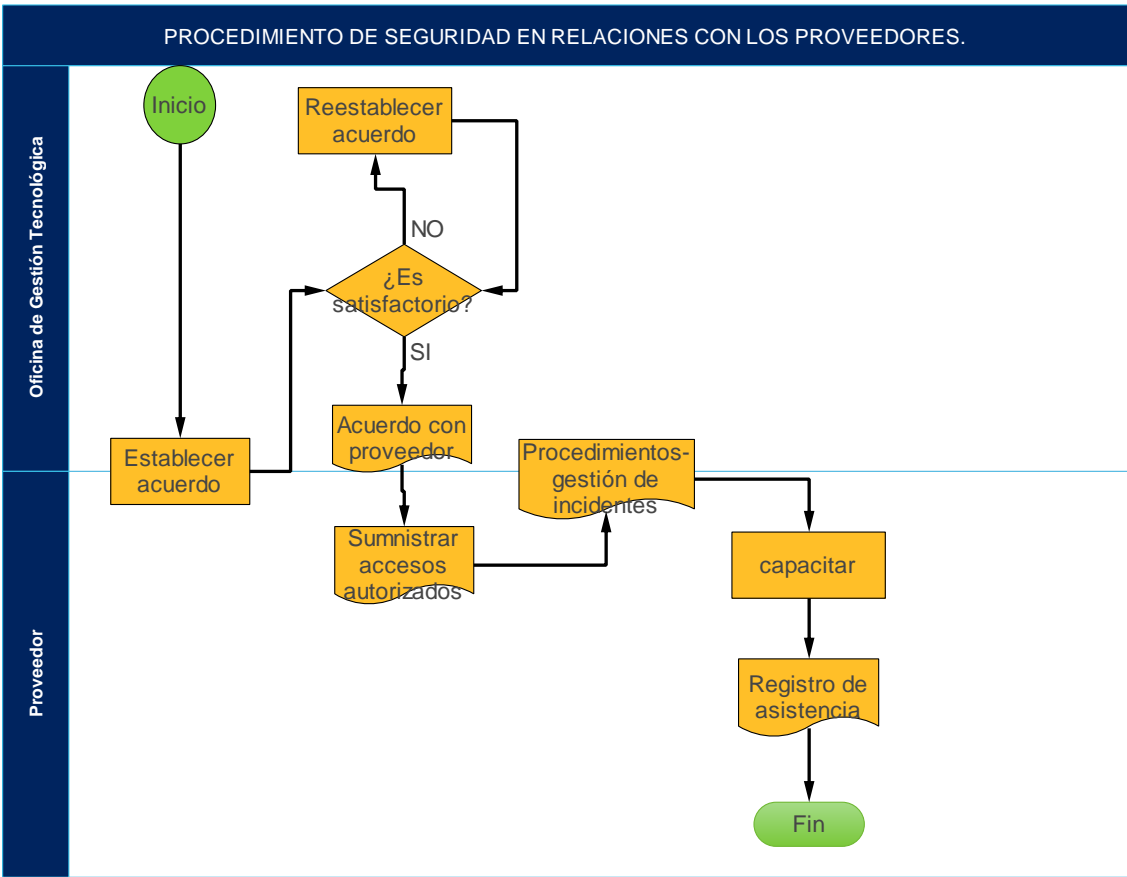 PROCEDIMIENTO DE SEGURIDAD EN RELACIONES CON LOS PROVEEDORES.
Oficina de Gestión Tecnológica
Inicio
Reestablecer
acuerdo
NO
¿Es
satisfactorio?
SI
Establecer
acuerdo
Acuerdo con
proveedor
Procedimientos-
gestión de
incidentes
Proveedor
Sumnistrar
accesos
autorizados
capacitar
Registro de
asistencia
Fin